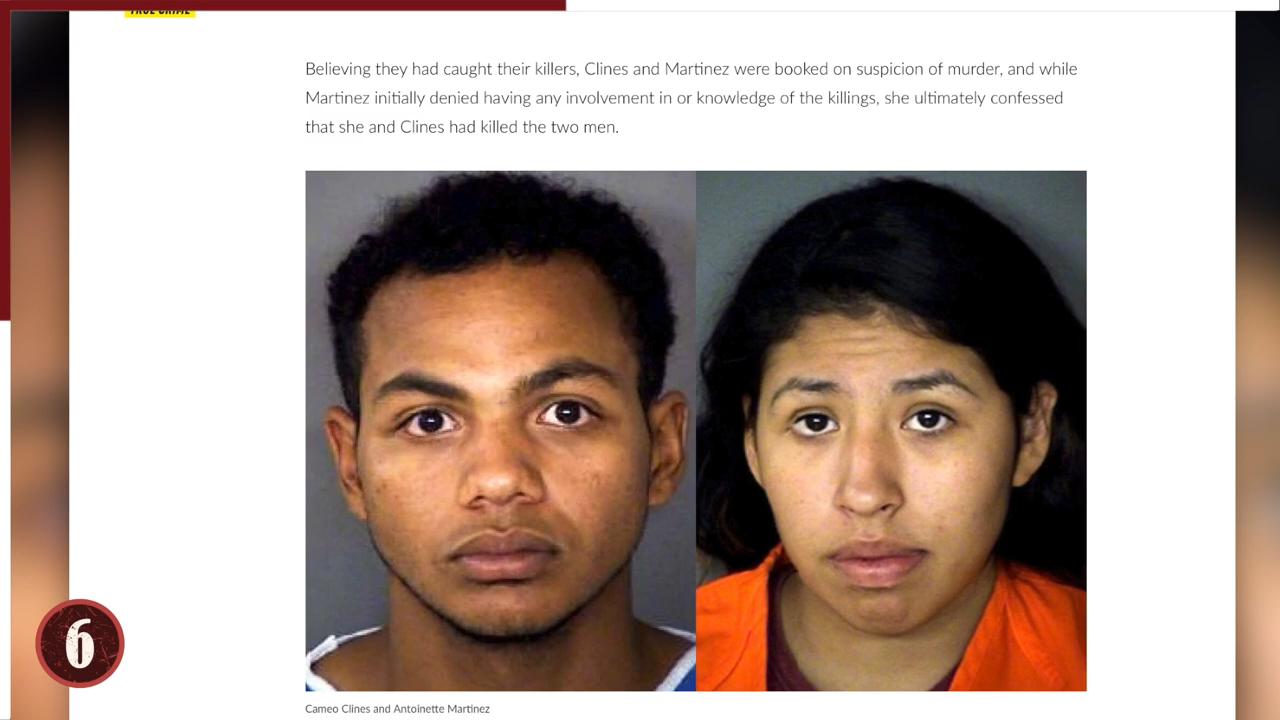 TRUE CRIME
Believing they had caught their killers, Clines and Martinez were booked on suspicion of murder, and while
Martinez initially denied having any involvement in or knowledge of the killings, she ultimately confessed
that she and Clines had killed the two men.
6
Cameo Clines and Antoinette Martinez